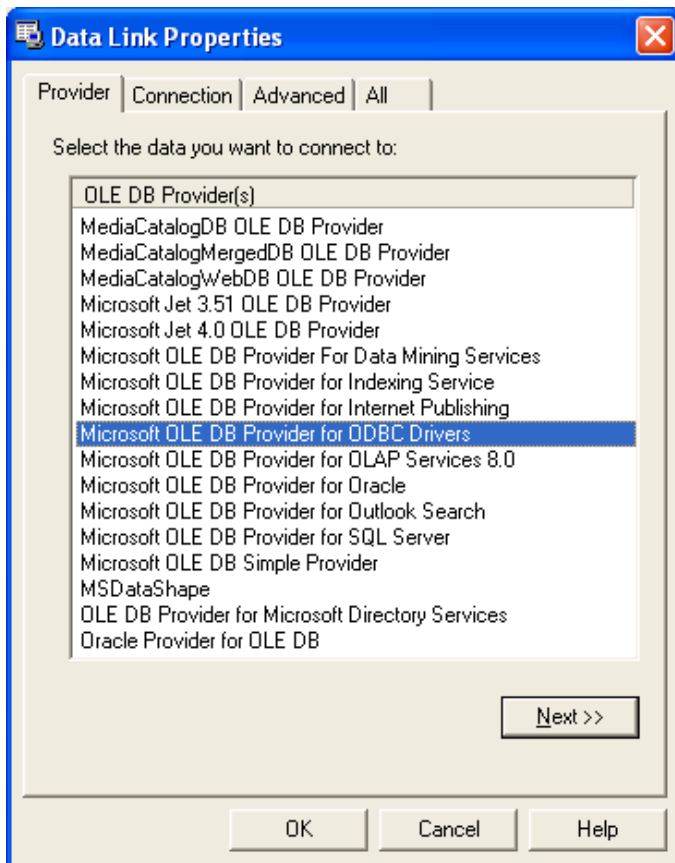 Data Link Properties
Provider Connection Advanced All
Select the data you want to connect to:
OLE DB Provider(s)
MediaCatalogDB OLE DB Provider
MediaCatalogMergedDB OLE DB Provider
MediaCatalogWebDB OLE DB Provider
Microsoft Jet 3.51 OLE DB Provider
Microsoft Jet 4.0 OLE DB Provider
Microsoft OLE DB Provider For Data Mining Services
Microsoft OLE DB Provider for Indexing Service
Microsoft OLE DB Provider for Internet Publishing
Microsoft OLE DB Provider for ODBC Drivers
Microsoft OLE DB Provider for OLAP Services 8.0
Microsoft OLE DB Provider for Oracle
Microsoft OLE DB Provider for Outlook Search
Microsoft OLE DB Provider for SQL Server
Microsoft OLE DB Simple Provider
MSDataShape
OLE DB Provider for Microsoft Directory Services
Oracle Provider for OLE DB
Next >>
OK Cancel Help